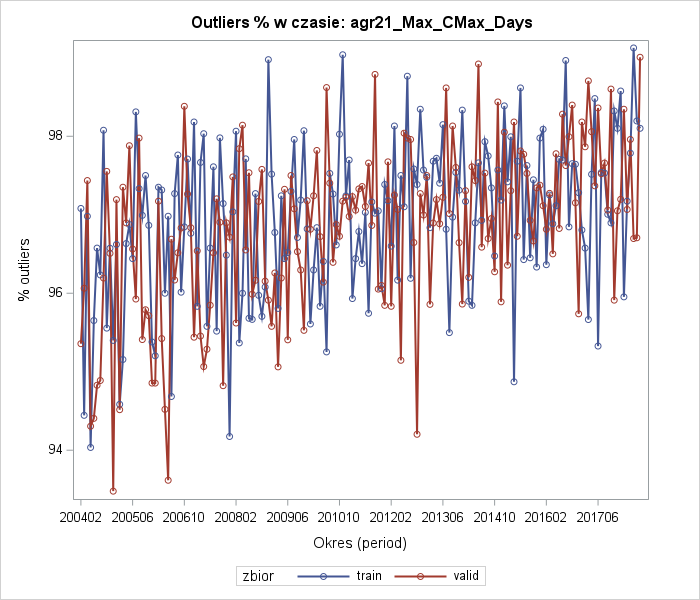 Outliers % w czasie: agr21_Max_CMax_Days
% outliers
98
96
94
200402 200506 200610 200802 200906 201010 201202 201306 201410 201602 201706
Okres (period)
zbior train valid